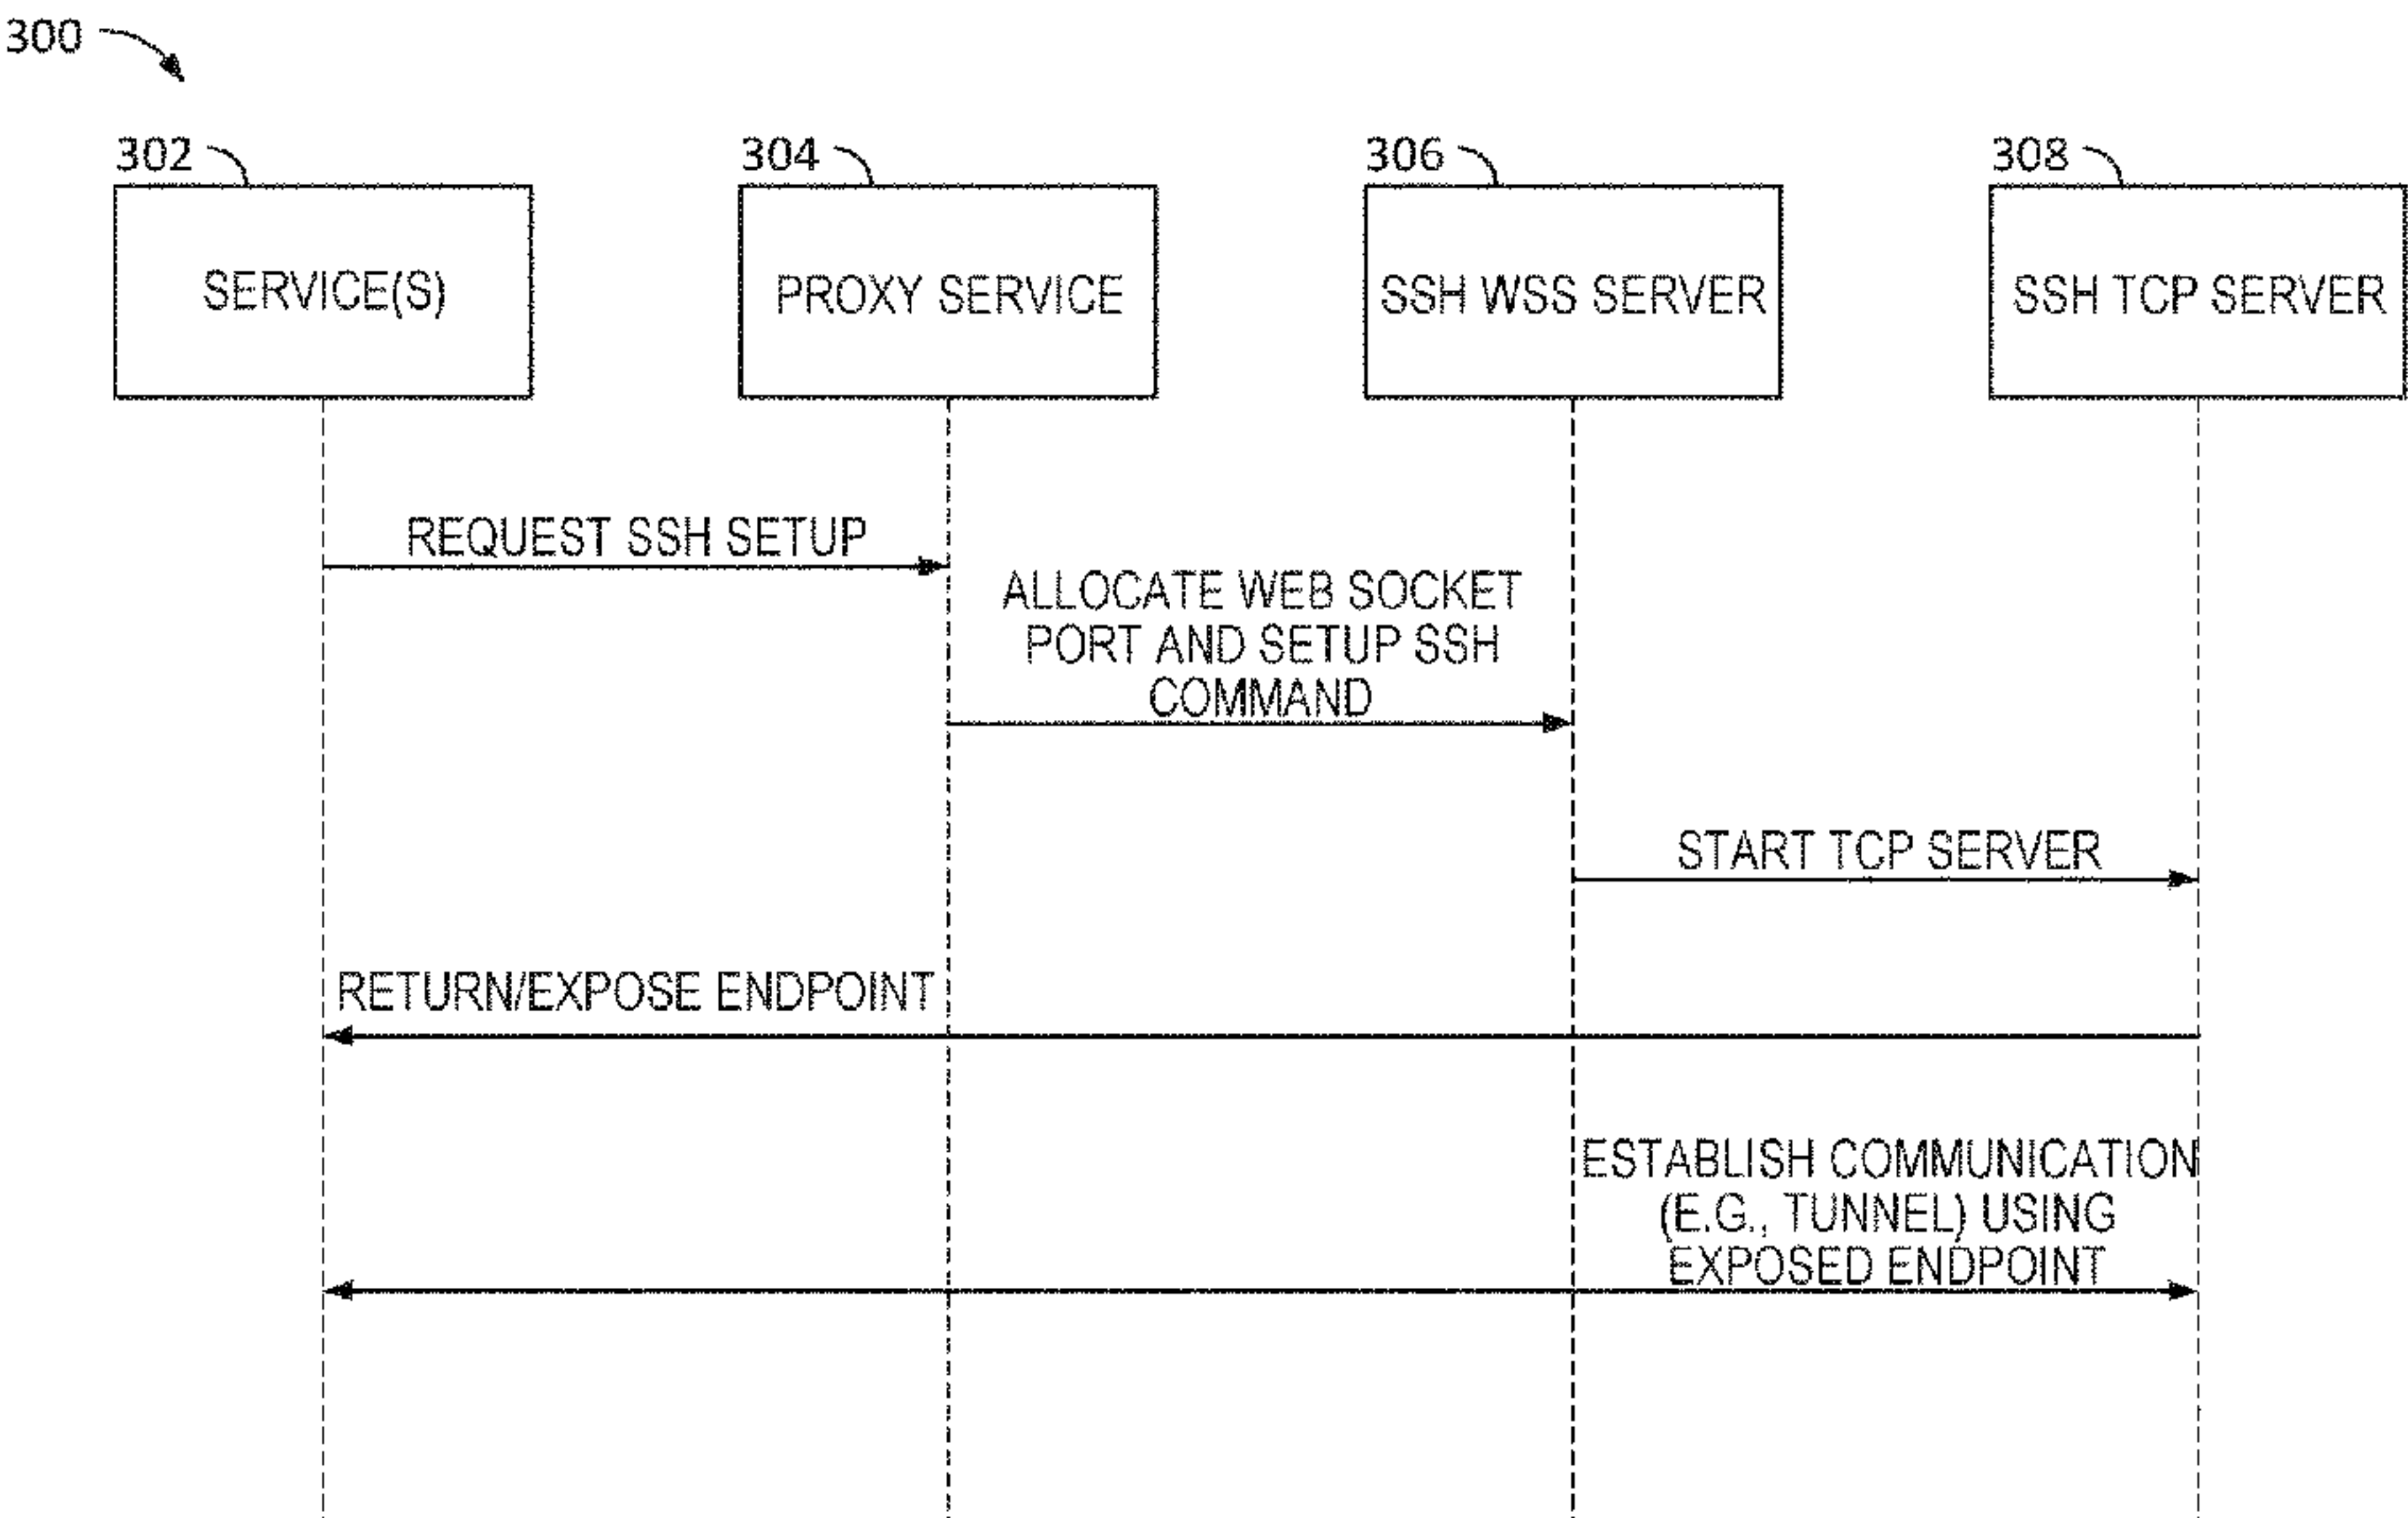 300
302
304
306
308
SERVICE(S)
PROXY SERVICE
SSH WSS SERVER
SSH TCP SERVER
REQUEST SSH SETUP
ALLOCATE WEB SOCKET
PORT AND SETUP SSH
COMMAND
START TCP SERVER
RETURN/EXPOSE ENDPOINT
ESTABLISH COMMUNICATION
(E.G., TUNNEL) USING
EXPOSED ENDPOINT